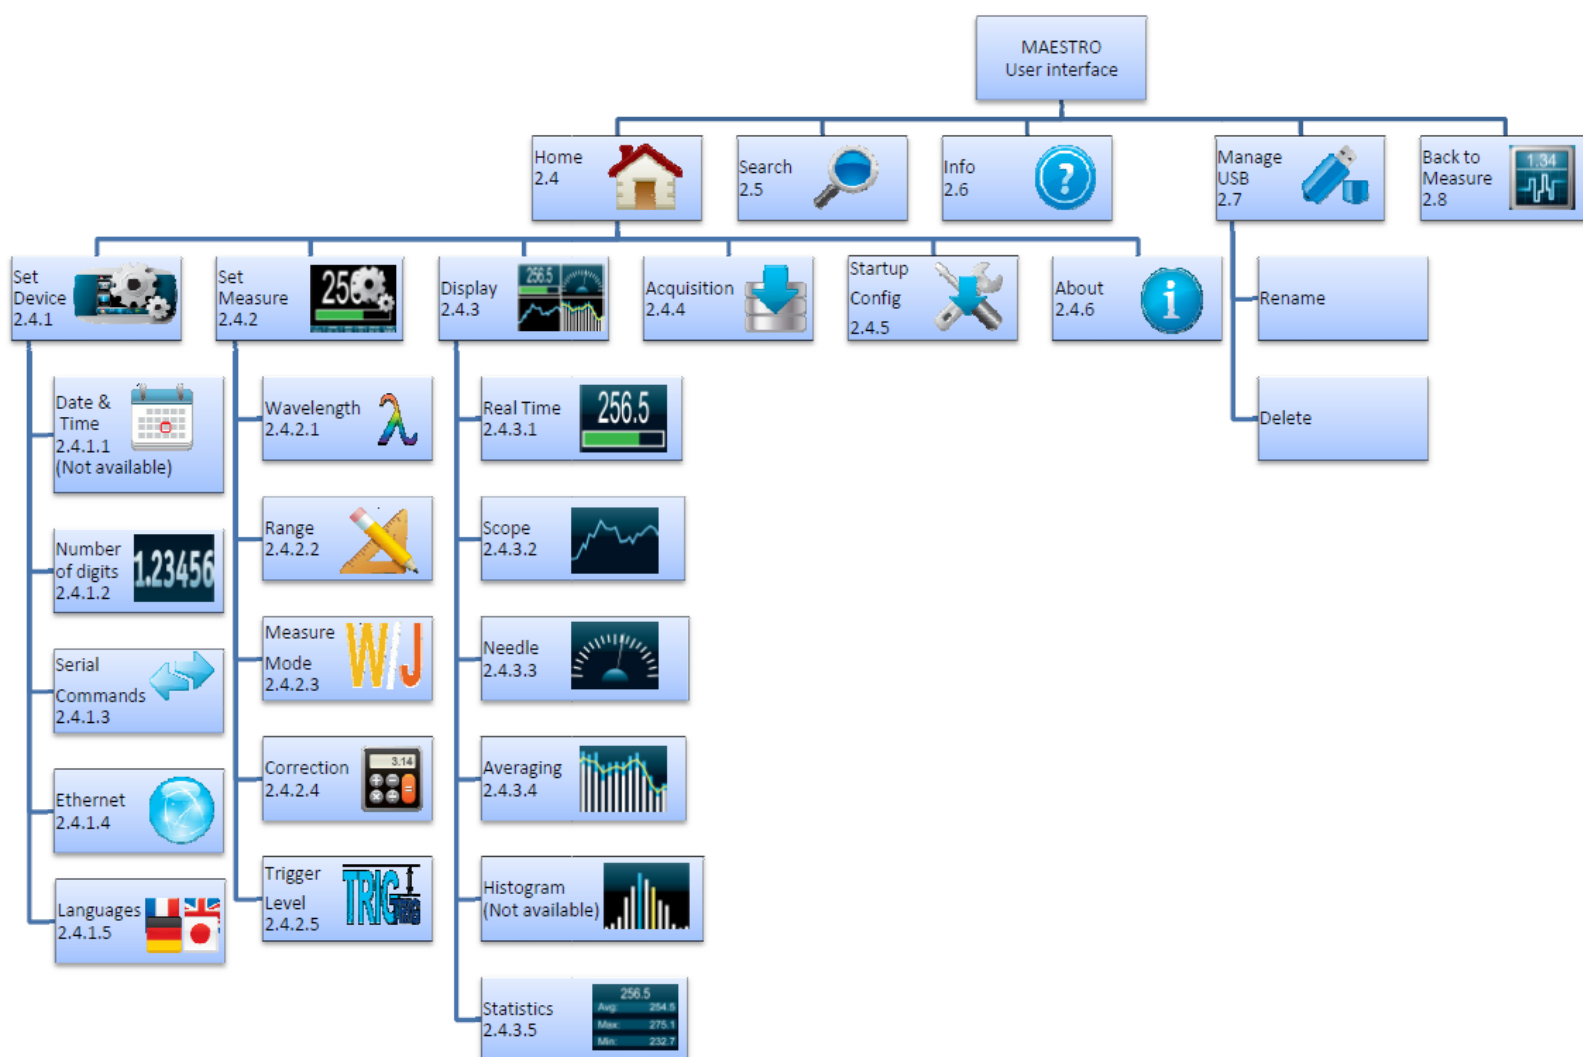 MAESTRO
User interface
Home
2.4
Search
2.5
Info
2.6
?
Manage
USB
2.7
Back to
Measure
2.8
1.34
Set
Device
2.4.1
Set
Measure
2.4.2
256
Display
2.4.3
256.5
Acquisition
2.4.4
Startup
Config
2.4.5
About
2.4.6
i
Date &
Time
2.4.1.1
(Not available)
Number
of digits
2.4.1.2
1.23456
Serial
Commands
2.4.1.3
Ethernet
2.4.1.4
Languages
2.4.1.5
Wavelength
2.4.2.1
λ
Range
2.4.2.2
Measure
Mode
2.4.2.3
W/J
Correction
2.4.2.4
3.14
+ -
× ÷ =
Trigger
Level
2.4.2.5
TRIG
Real Time
2.4.3.1
256.5
Scope
2.4.3.2
Needle
2.4.3.3
Averaging
2.4.3.4
Histogram
(Not available)
Statistics
2.4.3.5
256.5
Avg: 254.5
Max: 275.1
Min: 232.7
Rename
Delete